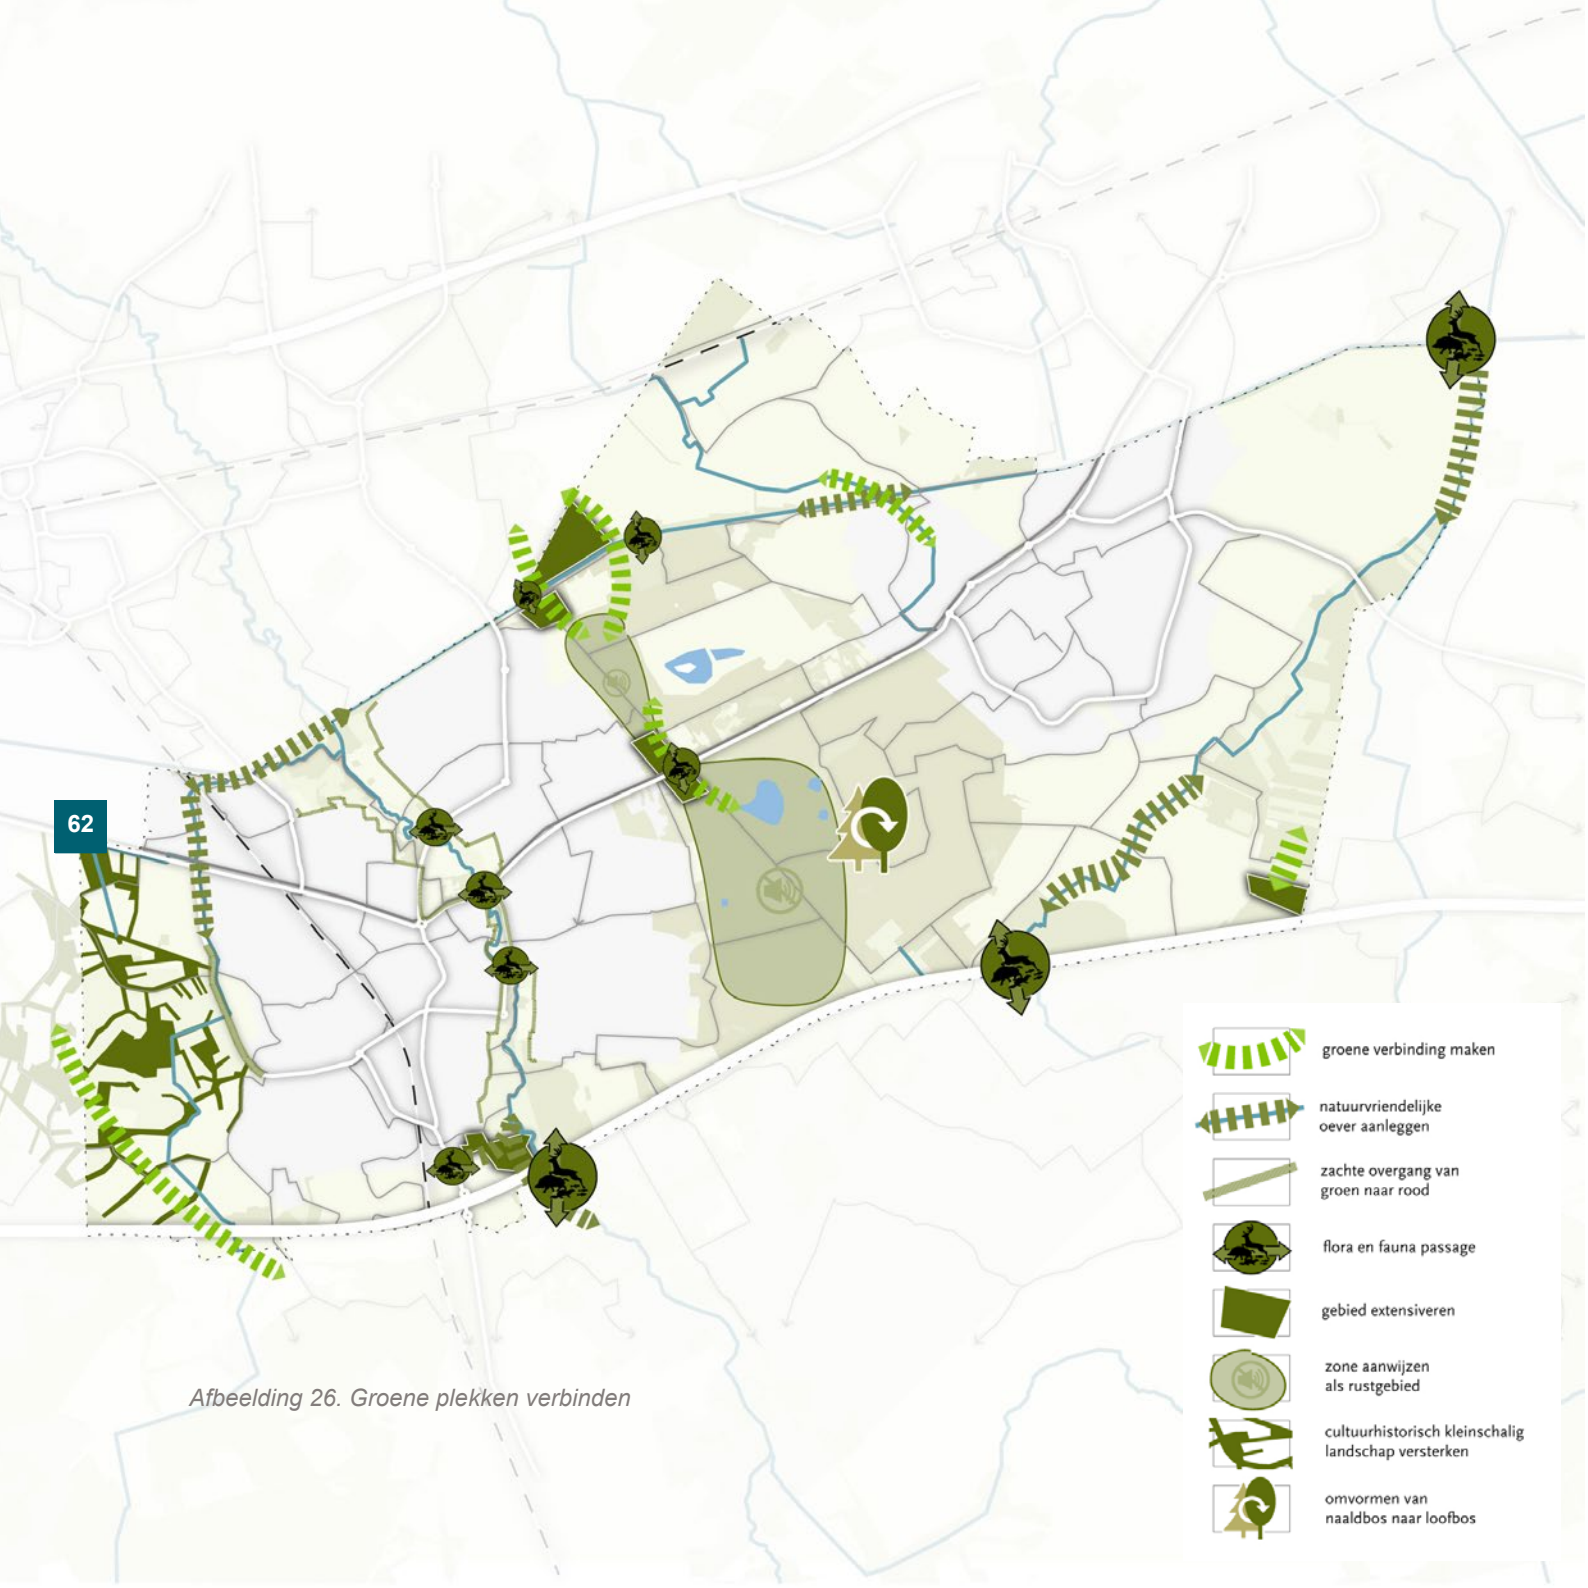 62
groene verbinding maken
natuurvriendelijke
oever aanleggen
zachte overgang van
groen naar rood
flora en fauna passage
gebied extensiveren
zone aanwijzen
als rustgebied
cultuurhistorisch kleinschalig
landschap versterken
omvormen van
naaldbos naar loofbos
Afbeelding 26. Groene plekken verbinden